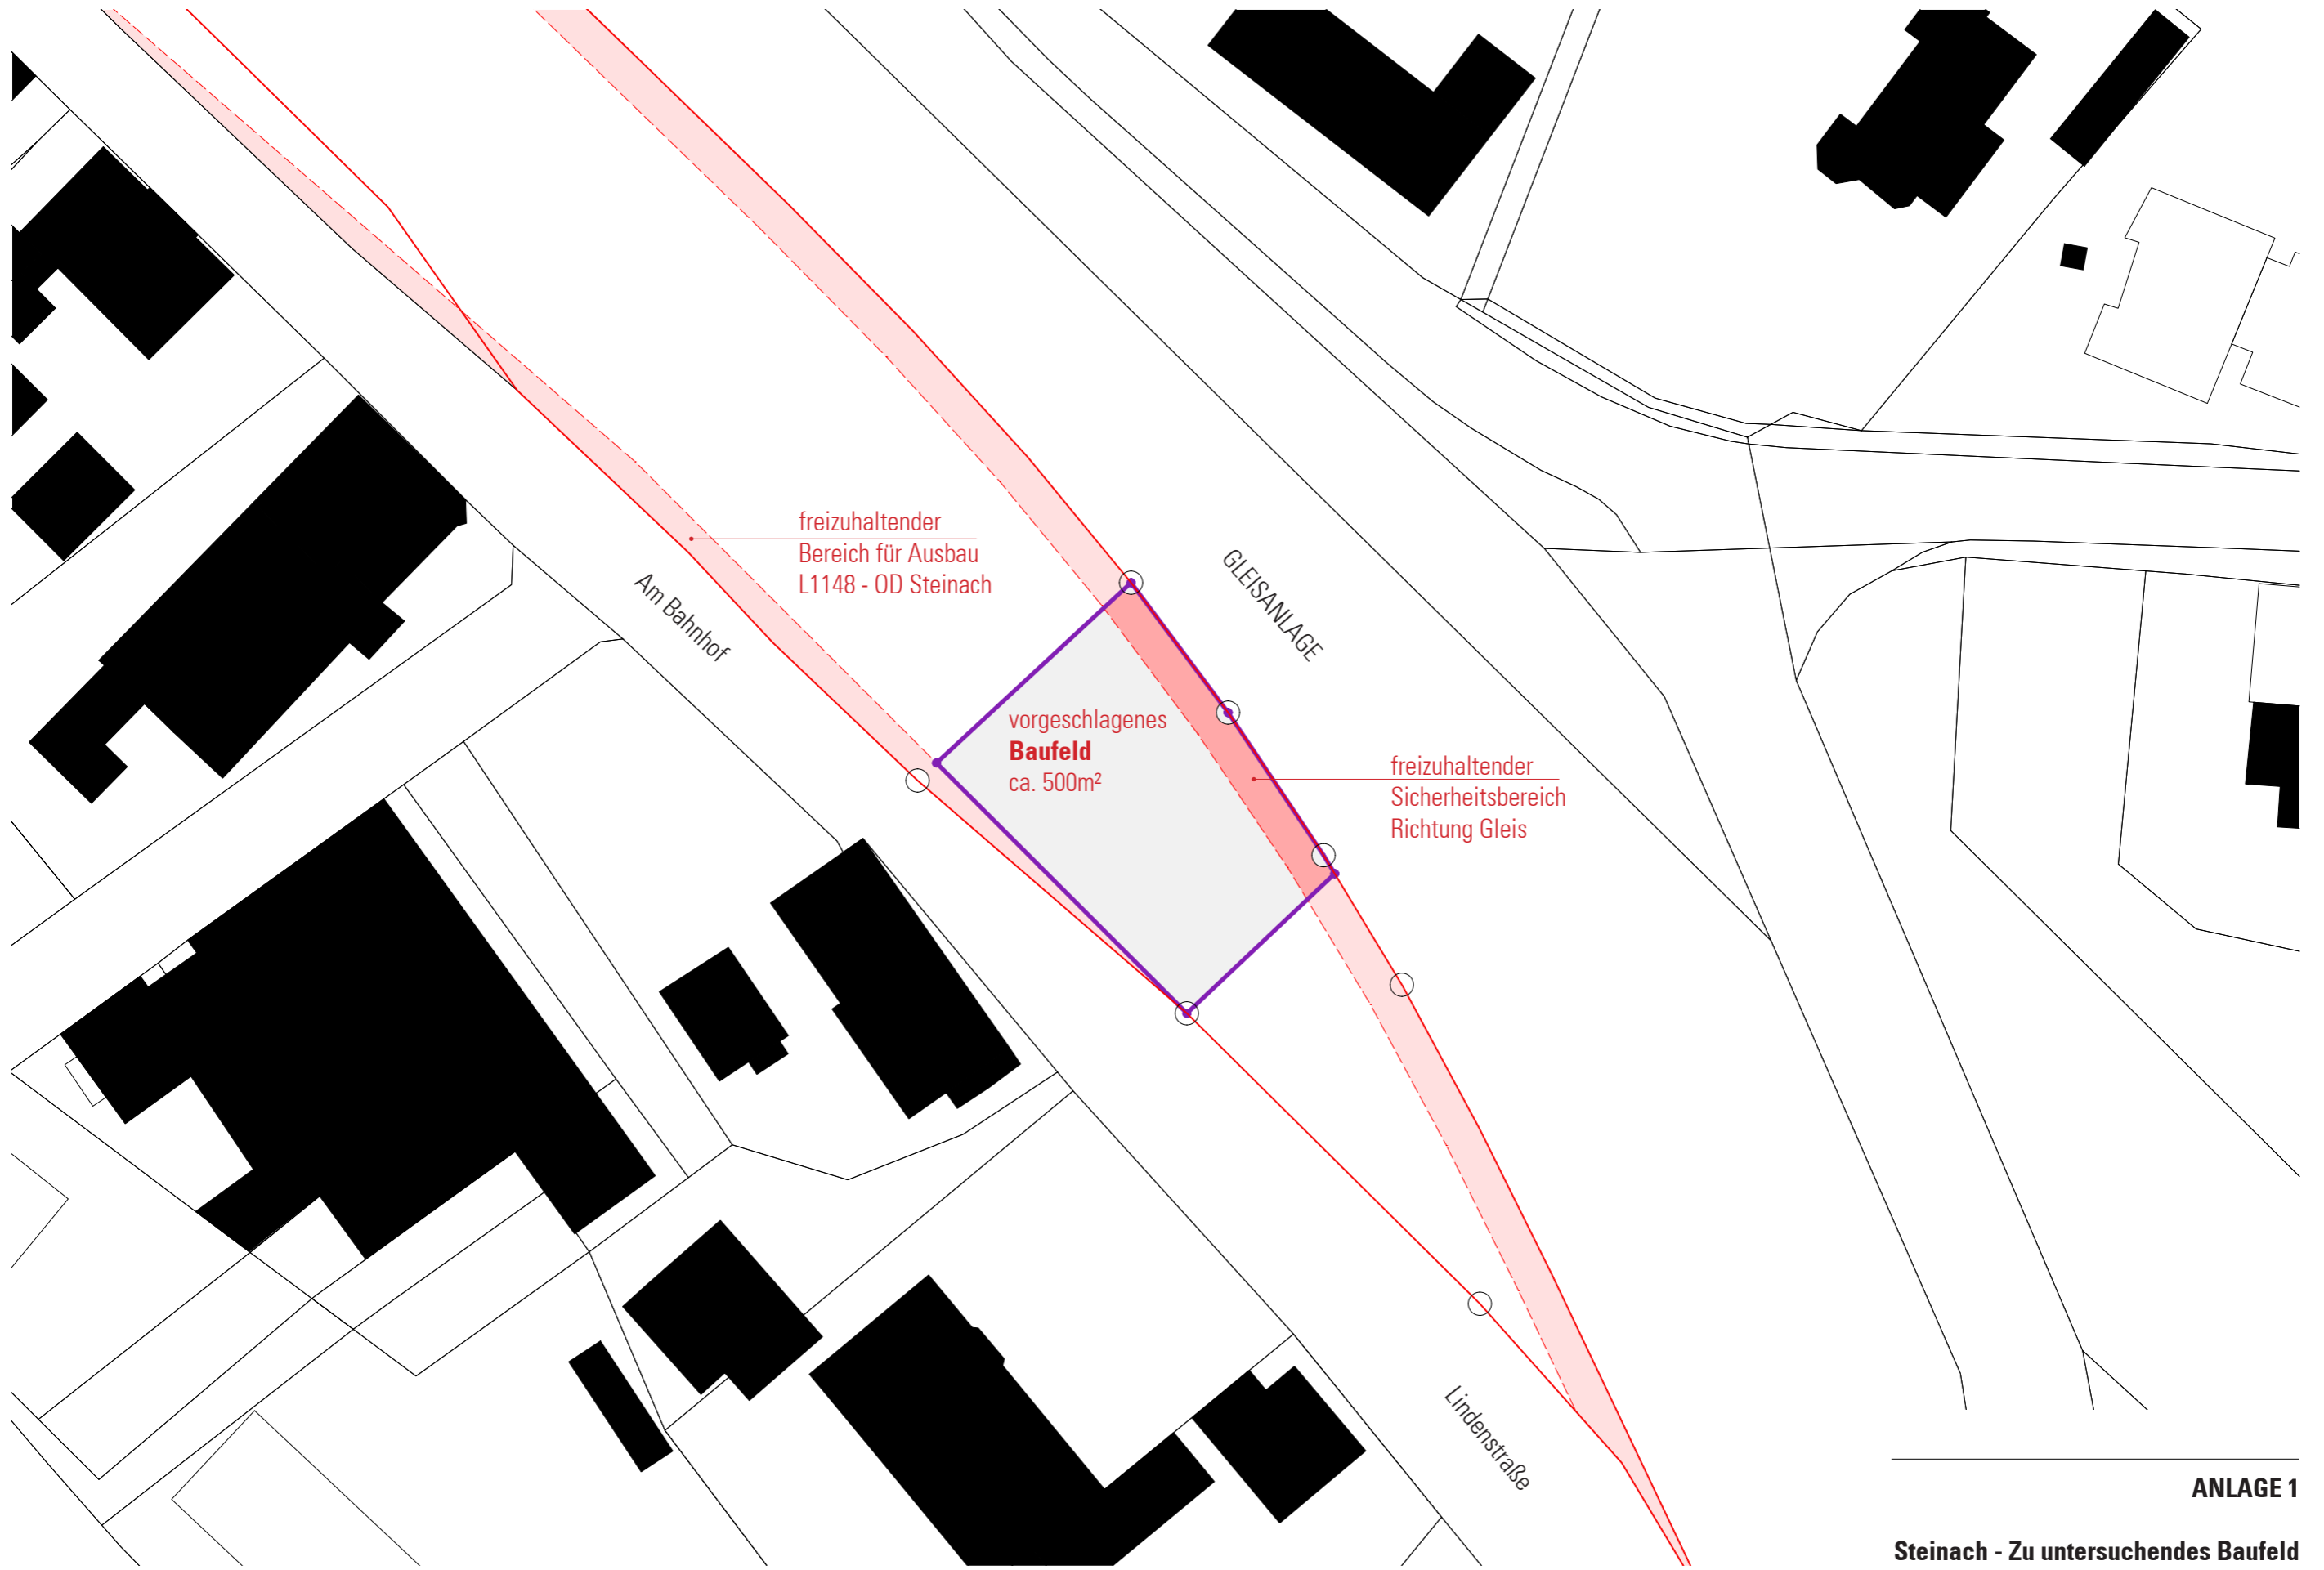 freizuhaltender
Bereich für Ausbau
L1148 - OD Steinach
Am Bahnhof
GLEISANLAGE
vorgeschlagenes
Baufeld
ca. 500m²
freizuhaltender
Sicherheitsbereich
Richtung Gleis
Lindenstraße
ANLAGE 1
Steinach - Zu untersuchendes Baufeld